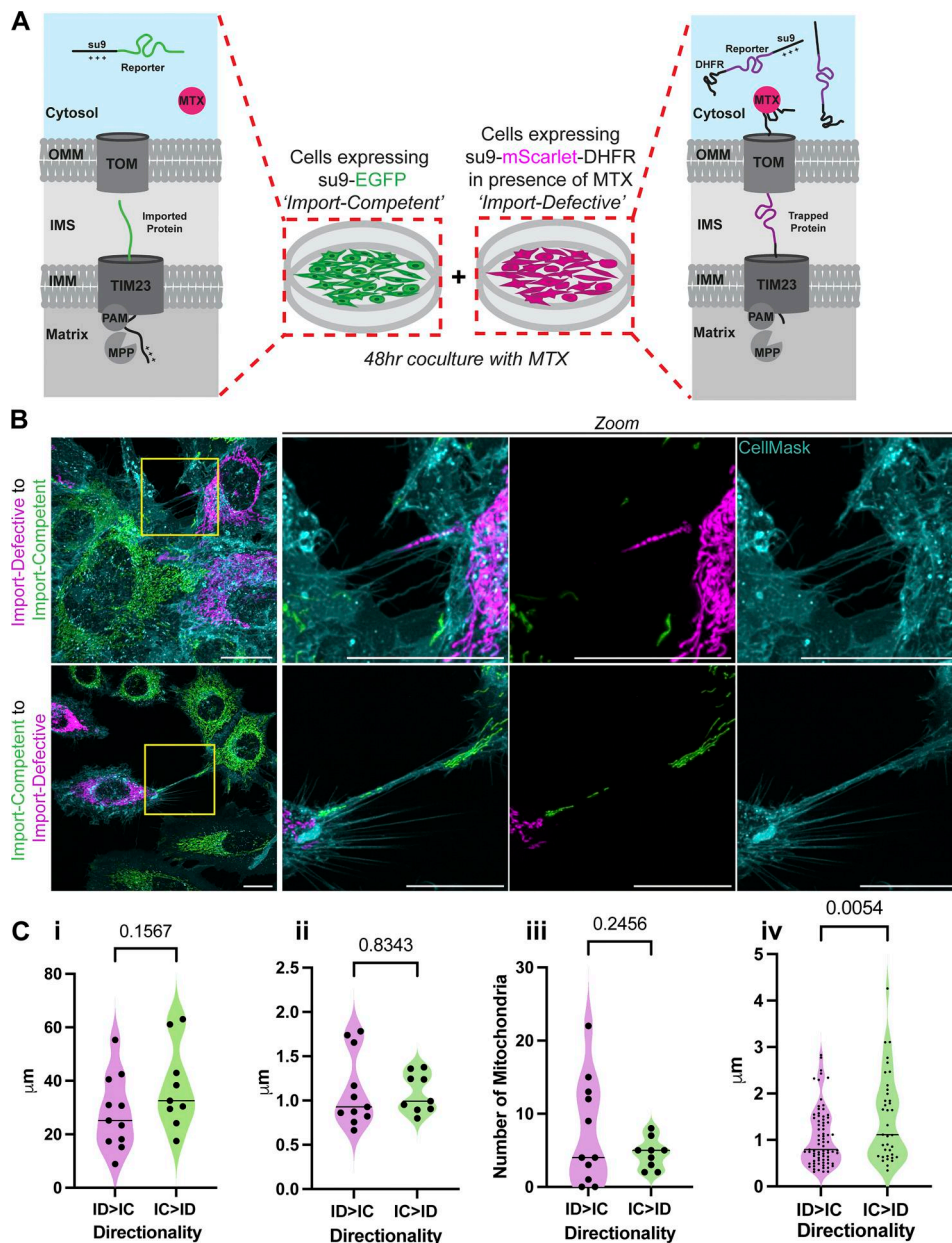 A
su9
+++
Reporter
MTX
Cytosol
OMM
TOM
IMS
Imported
Protein
IMM
TIM23
PAM
Matrix
MPP
+++
Cells expressing
su9-EGFP
'Import-Competent'
+
Cells expressing
su9-mScarlet-DHFR
in presence of MTX
'Import-Defective'
48hr coculture with MTX
su9
Reporter
+++
DHFR
MTX
Cytosol
OMM
TOM
IMS
Trapped
Protein
IMM
TIM23
PAM
Matrix
MPP
B
Zoom
Import-Defective to
Import-Competent
CellMask
Import-Competent to
Import-Defective
C
i
0.1567
80
60
40
20
0
μm
ID>IC IC>ID
Directionality
ii
0.8343
2.5
2.0
1.5
1.0
0.5
0.0
μm
ID>IC IC>ID
Directionality
iii
0.2456
30
20
10
0
Number of Mitochondria
ID>IC IC>ID
Directionality
iv
0.0054
5
4
3
2
1
0
μm
ID>IC IC>ID
Directionality